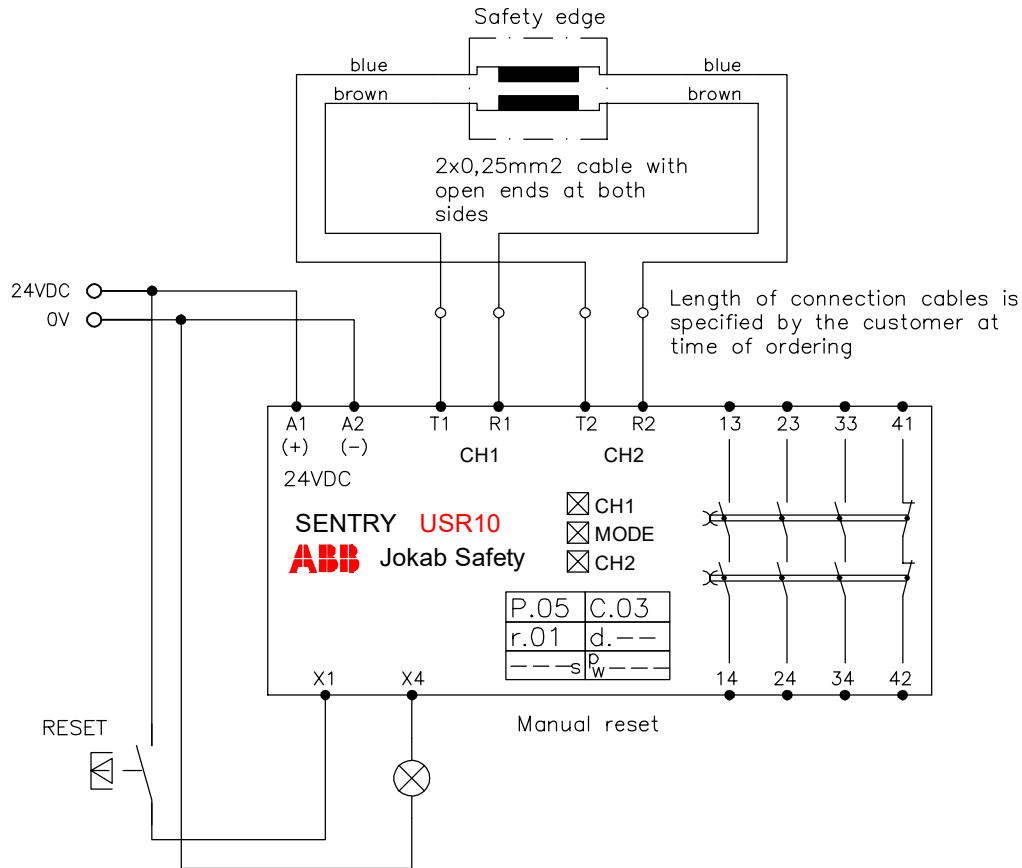 Safety edge
blue
blue
brown
brown
2x0,25mm2 cable with
open ends at both
sides
24VDC
0V
Length of connection cables is
specified by the customer at
time of ordering
A1 A2 T1 R1 T2 R2 13 23 33 41
(+) (-)
CH1 CH2
24VDC
CH1
SENTRY USR10
MODE
ABB Jokab Safety
CH2
P.05 C.03
r.01 d.--
---s Pw---
X1 X4 14 24 34 42
Manual reset
RESET